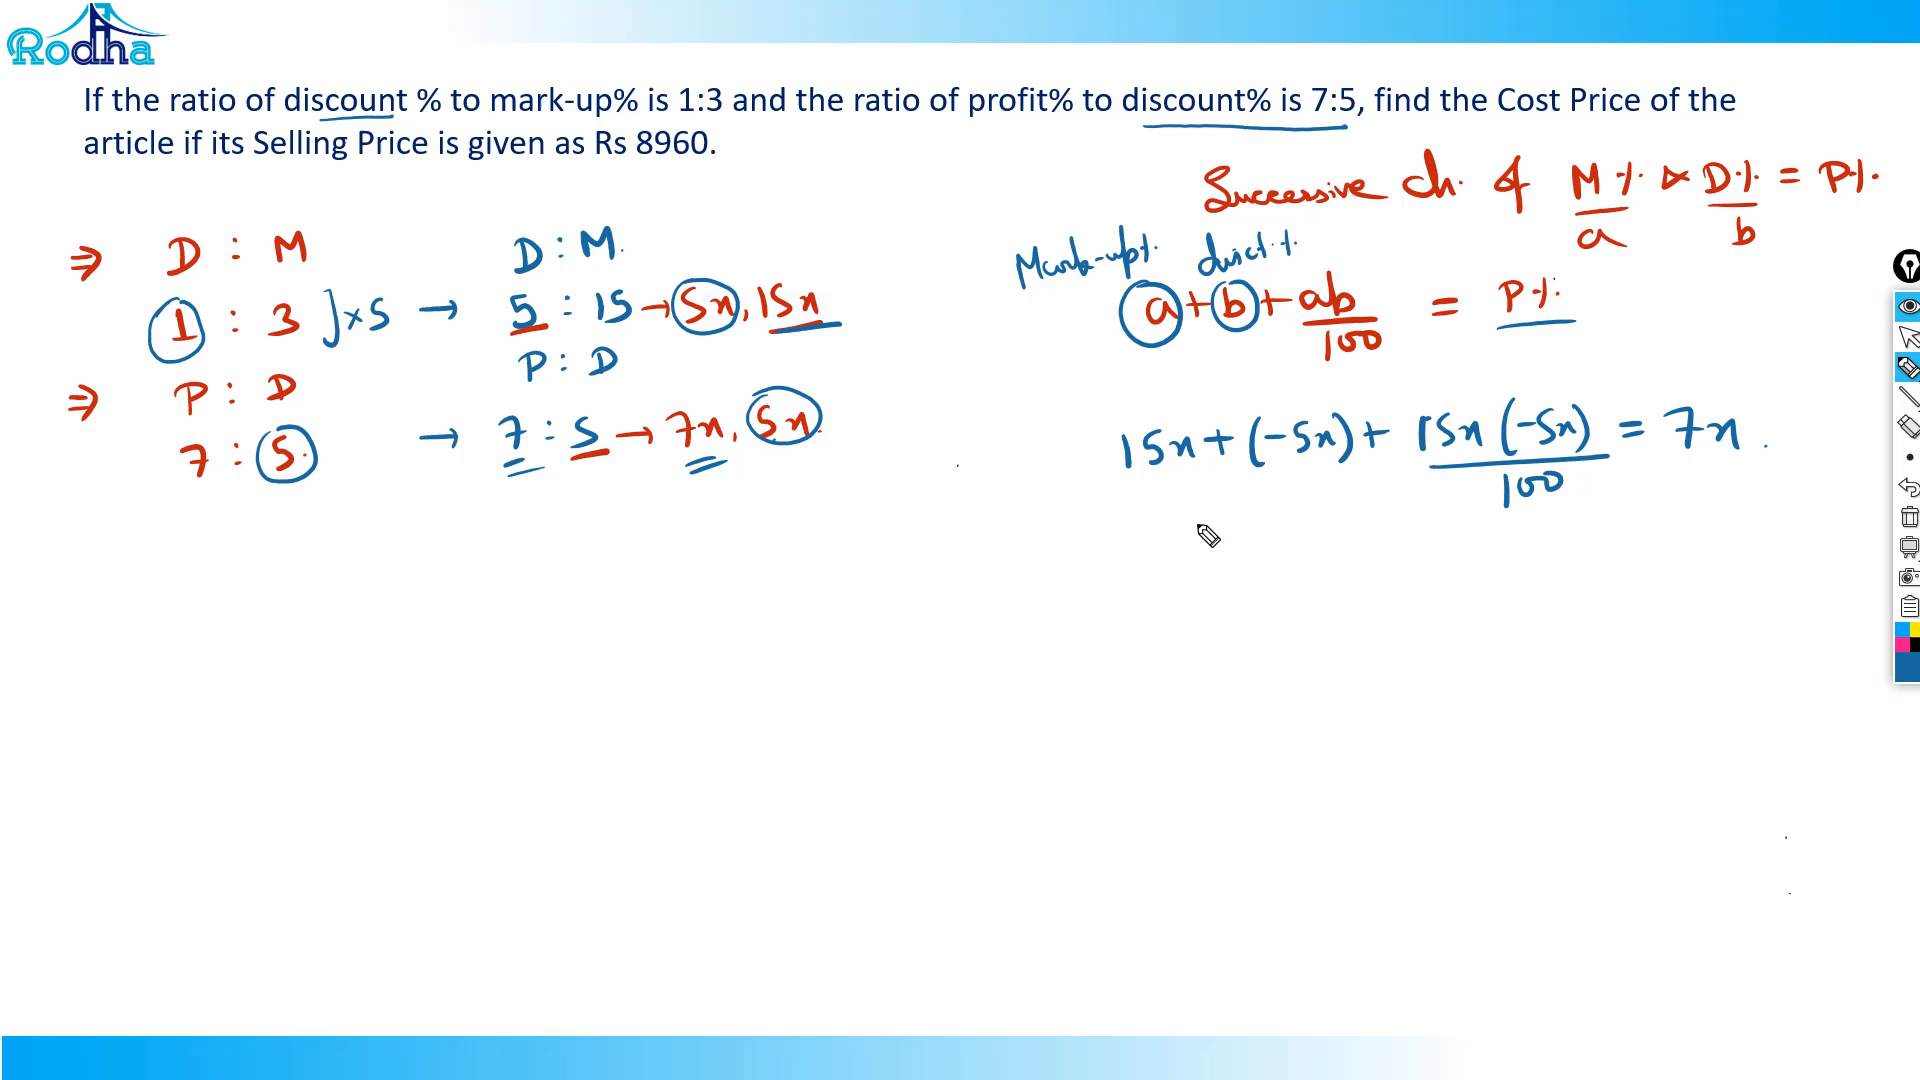 Rodha
If the ratio of discount % to mark-up% is 1:3 and the ratio of profit% to discount% is 7:5, find the Cost Price of the
article if its Selling Price is given as Rs 8960.
Successive ch. of M% & D% = P%.
a b
⇒ D : M
D : M.
Mark-up% disct %
1 : 3 ] × 5 → 5 : 15 → 5x, 15x
a + b + ab/100 = P%.
⇒ P : D
P : D
7 : 5. → 7 : 5 → 7x, 5x.
15x + (-5x) + 15x(-5x)/100 = 7x.